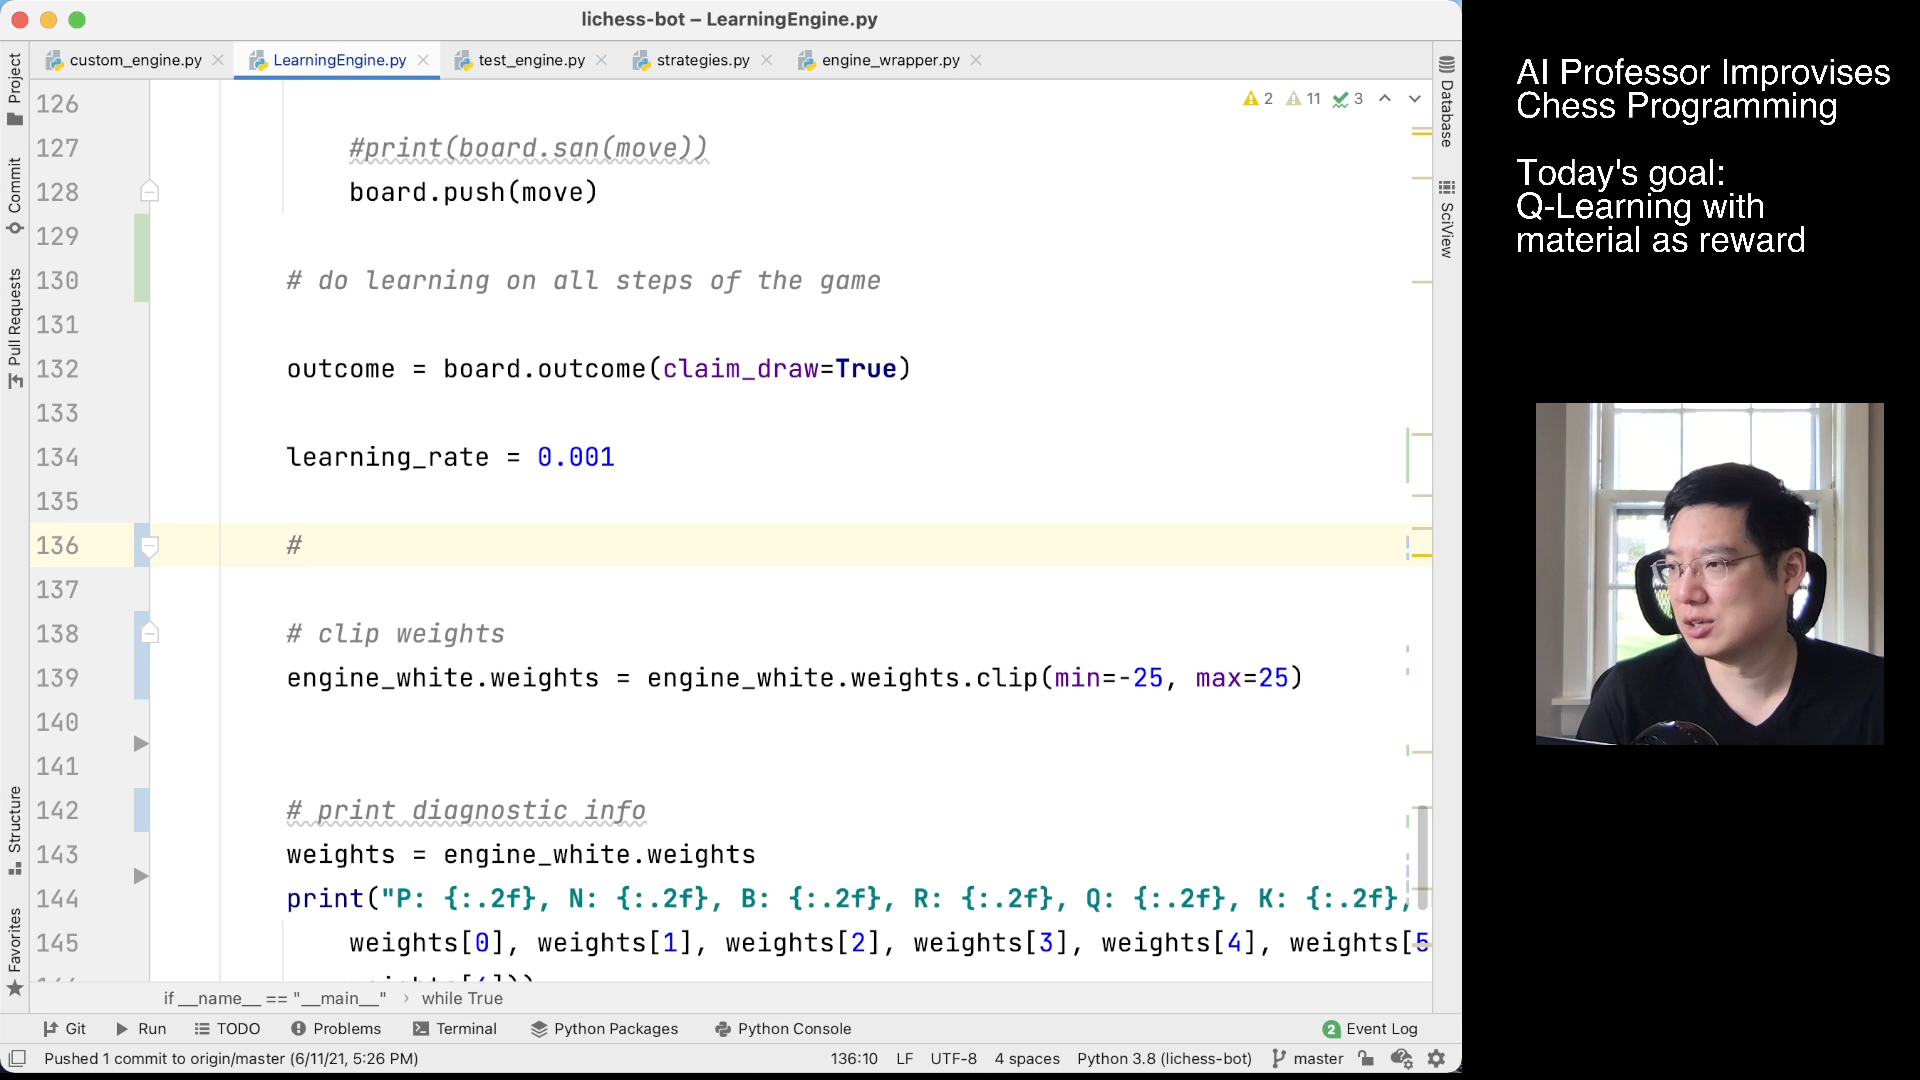 lichess-bot – LearningEngine.py
custom_engine.py
LearningEngine.py
test_engine.py
strategies.py
engine_wrapper.py
Project
Commit
Pull Requests
Structure
Favorites
Database
SciView
2 11 3
126
127 #print(board.san(move))
128 board.push(move)
129
130 # do learning on all steps of the game
131
132 outcome = board.outcome(claim_draw=True)
133
134 learning_rate = 0.001
135
136 #
137
138 # clip weights
139 engine_white.weights = engine_white.weights.clip(min=-25, max=25)
140
141
142 # print diagnostic info
143 weights = engine_white.weights
144 print("P: {:.2f}, N: {:.2f}, B: {:.2f}, R: {:.2f}, Q: {:.2f}, K: {:.2f},
145 weights[0], weights[1], weights[2], weights[3], weights[4], weights[5
if __name__ == "__main__" › while True
Git Run TODO Problems Terminal Python Packages Python Console
2 Event Log
Pushed 1 commit to origin/master (6/11/21, 5:26 PM)
136:10 LF UTF-8 4 spaces Python 3.8 (lichess-bot) master
AI Professor Improvises
Chess Programming
Today's goal:
Q-Learning with
material as reward